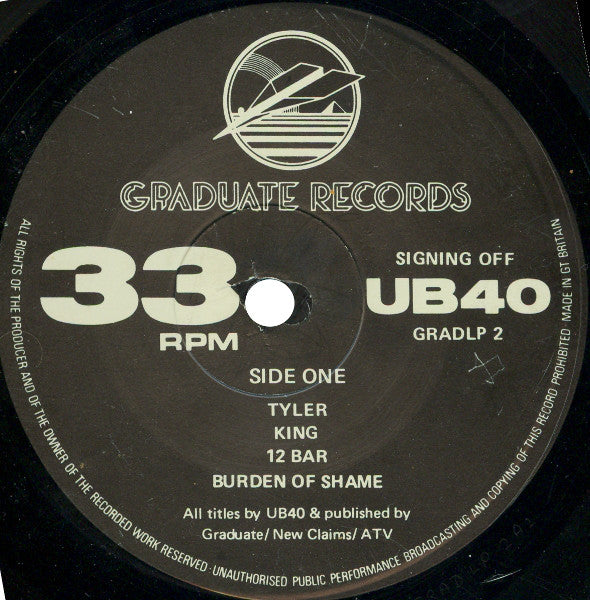 GRADUATE RECORDS
33
RPM
SIGNING OFF
UB40
GRADLP 2
SIDE ONE
TYLER
KING
12 BAR
BURDEN OF SHAME
All titles by UB40 & published by
Graduate/ New Claims/ ATV
ALL RIGHTS OF THE PRODUCER AND OF THE OWNER OF THE RECORDED WORK RESERVED · UNAUTHORISED PUBLIC PERFORMANCE BROADCASTING AND COPYING OF THIS RECORD PROHIBITED · MADE IN GT BRITAIN